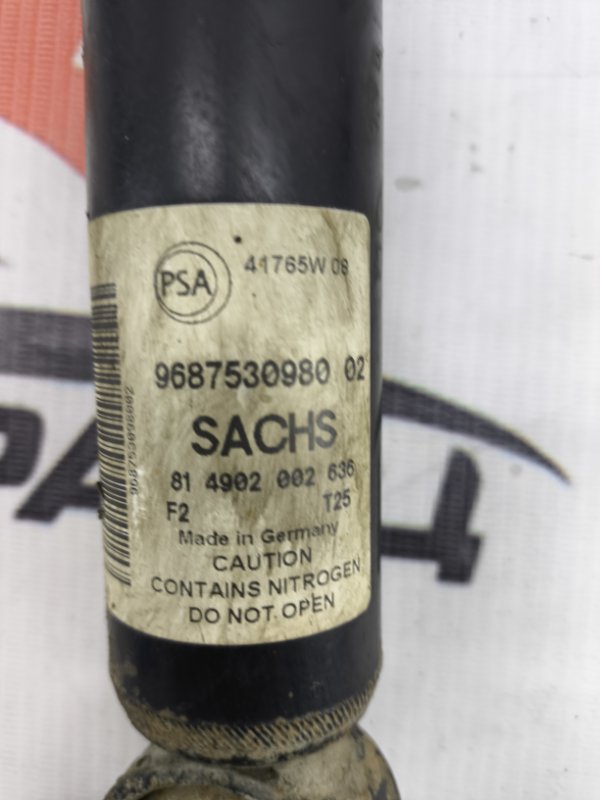 PSA
41765W 08
9687530980 02
968753098002
SACHS
81 4902 002 636
F2 T25
Made in Germany
CAUTION
CONTAINS NITROGEN
DO NOT OPEN